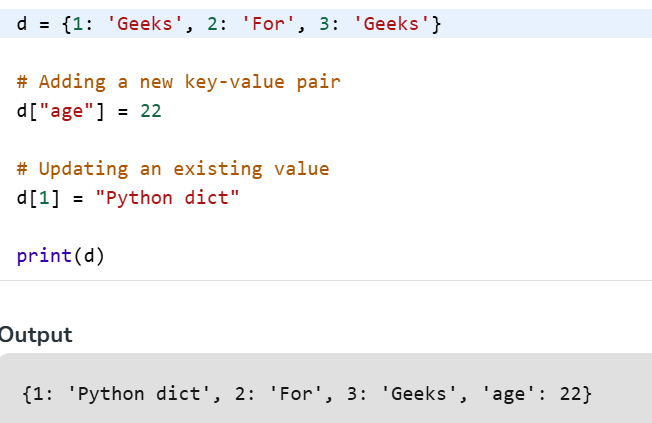 d = {1: 'Geeks', 2: 'For', 3: 'Geeks'}
# Adding a new key-value pair
d["age"] = 22
# Updating an existing value
d[1] = "Python dict"
print(d)
Output
{1: 'Python dict', 2: 'For', 3: 'Geeks', 'age': 22}